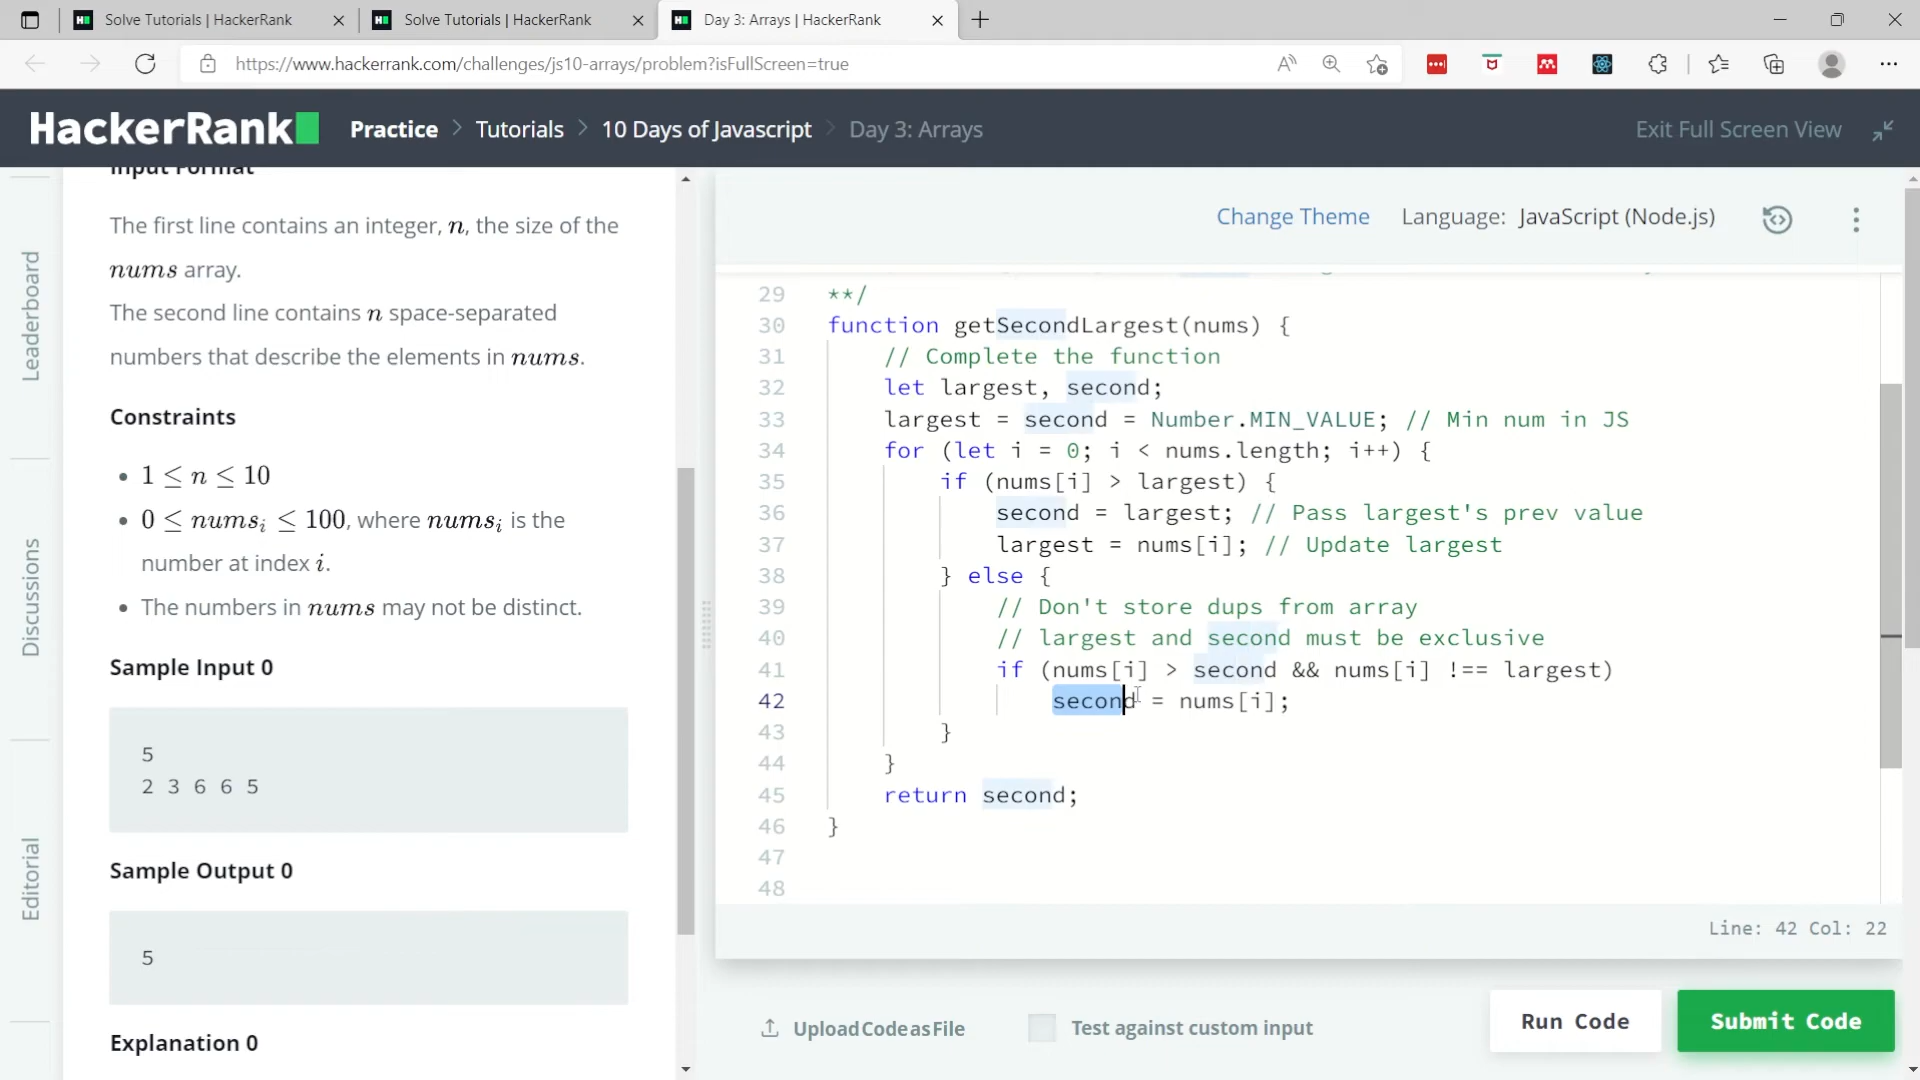 Solve Tutorials | HackerRank
Solve Tutorials | HackerRank
Day 3: Arrays | HackerRank
https://www.hackerrank.com/challenges/js10-arrays/problem?isFullScreen=true
HackerRank
Practice > Tutorials > 10 Days of Javascript > Day 3: Arrays
Exit Full Screen View
Leaderboard
Discussions
Editorial
Input Format
The first line contains an integer, n, the size of the
nums array.
The second line contains n space-separated
numbers that describe the elements in nums.
Constraints
• 1 ≤ n ≤ 10
• 0 ≤ numsᵢ ≤ 100, where numsᵢ is the
number at index i.
• The numbers in nums may not be distinct.
Sample Input 0
5
2 3 6 6 5
Sample Output 0
5
Explanation 0
Change Theme
Language: JavaScript (Node.js)
29 **/
30 function getSecondLargest(nums) {
31 // Complete the function
32 let largest, second;
33 largest = second = Number.MIN_VALUE; // Min num in JS
34 for (let i = 0; i < nums.length; i++) {
35 if (nums[i] > largest) {
36 second = largest; // Pass largest's prev value
37 largest = nums[i]; // Update largest
38 } else {
39 // Don't store dups from array
40 // largest and second must be exclusive
41 if (nums[i] > second && nums[i] !== largest)
42 second = nums[i];
43 }
44 }
45 return second;
46 }
47
48
Line: 42 Col: 22
Upload Code as File
Test against custom input
Run Code
Submit Code